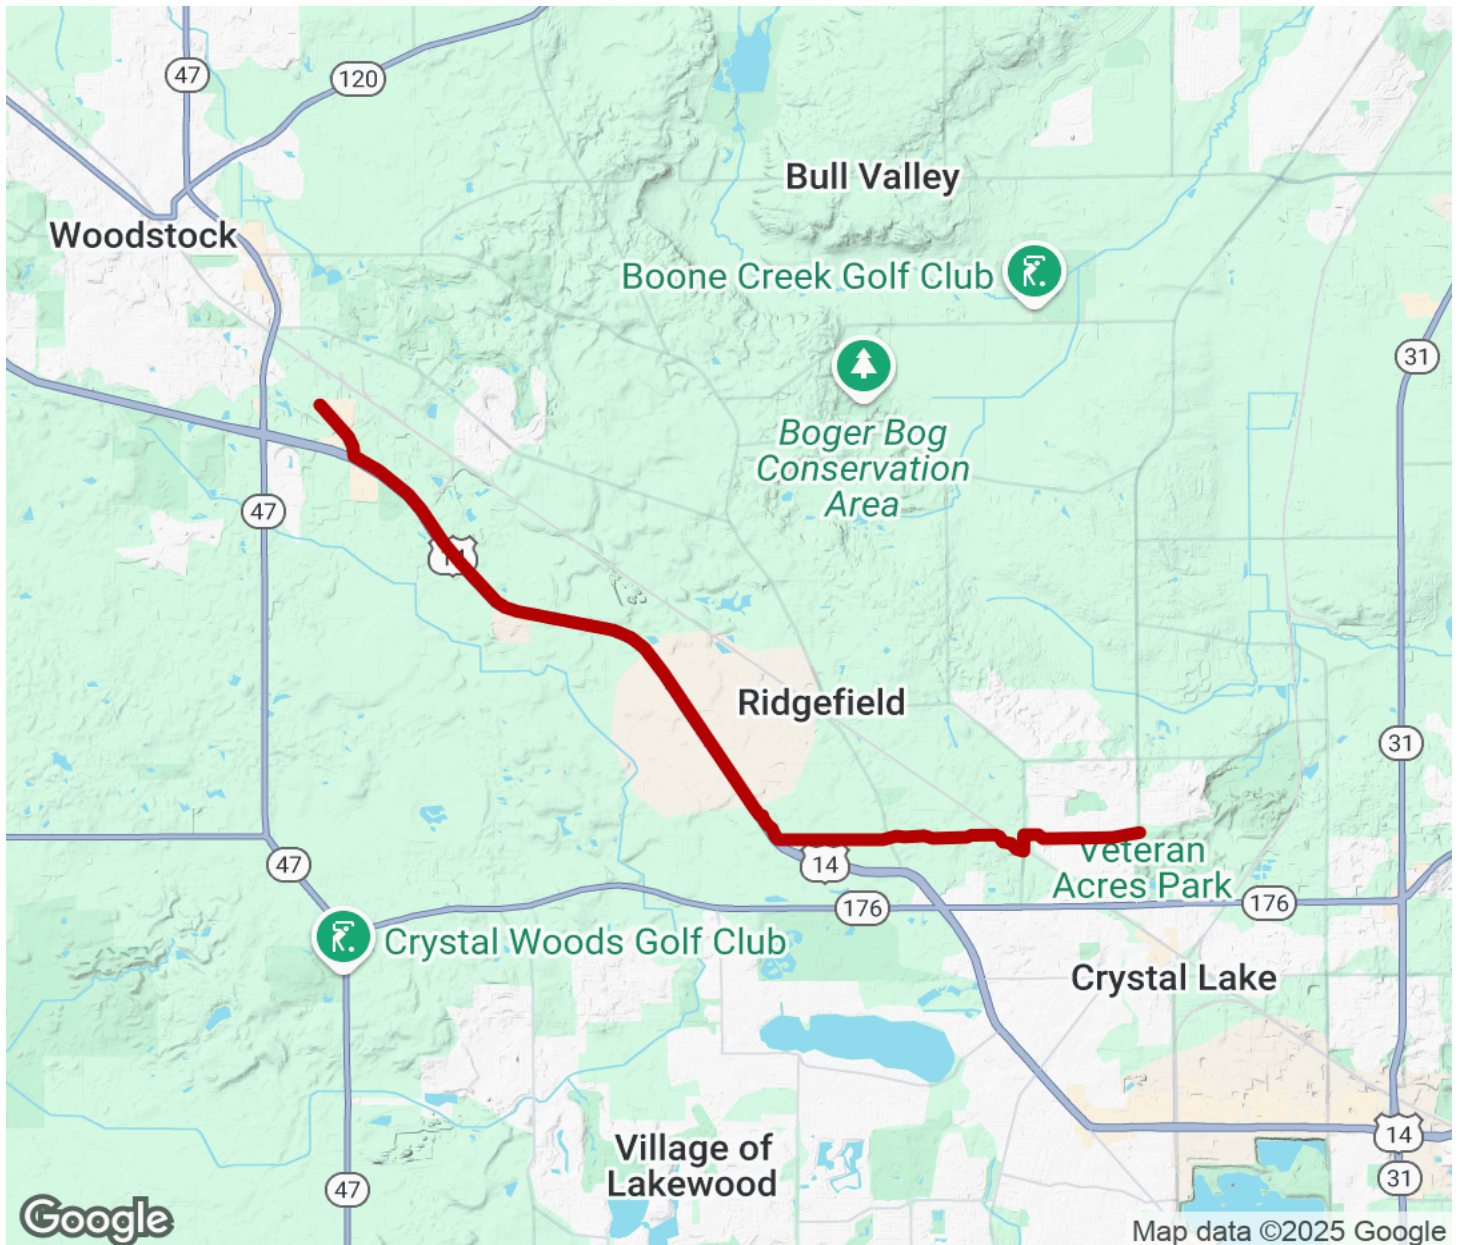 47
120
Bull Valley
Woodstock
Boone Creek Golf Club
31
Boger Bog
Conservation
Area
47
Ridgefield
31
Veteran
Acres Park
47
14
176
176
Crystal Woods Golf Club
Crystal Lake
Village of
Lakewood
14
47
31
Google
Map data ©2025 Google